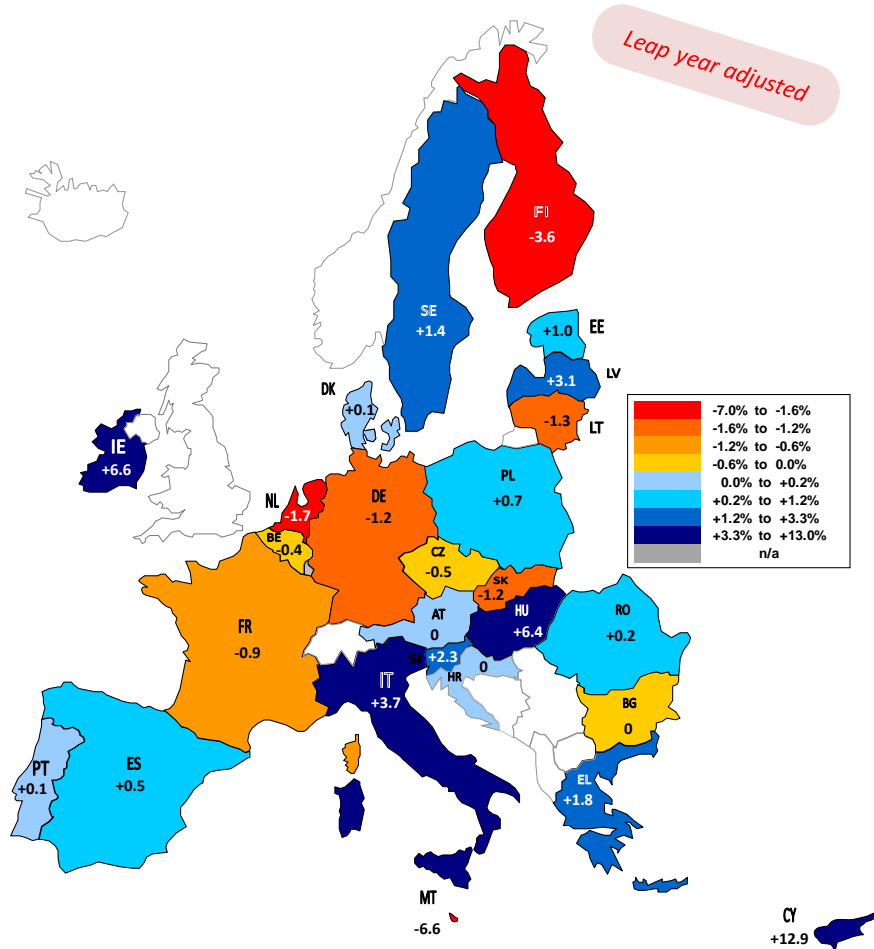 Leap year adjusted
FI
-3.6
SE
+1.4
+1.0
EE
LV
+3.1
DK
+0.1
-1.3
LT
-7.0% to -1.6%
-1.6% to -1.2%
-1.2% to -0.6%
-0.6% to 0.0%
0.0% to +0.2%
+0.2% to +1.2%
+1.2% to +3.3%
+3.3% to +13.0%
n/a
IE
+6.6
NL
-1.7
DE
-1.2
PL
+0.7
BE
-0.4
CZ
-0.5
SK
-1.2
AT
0
HU
+6.4
RO
+0.2
FR
-0.9
SI
+2.3
HR
0
IT
+3.7
BG
0
PT
+0.1
ES
+0.5
EL
+1.8
MT
-6.6
CY
+12.9